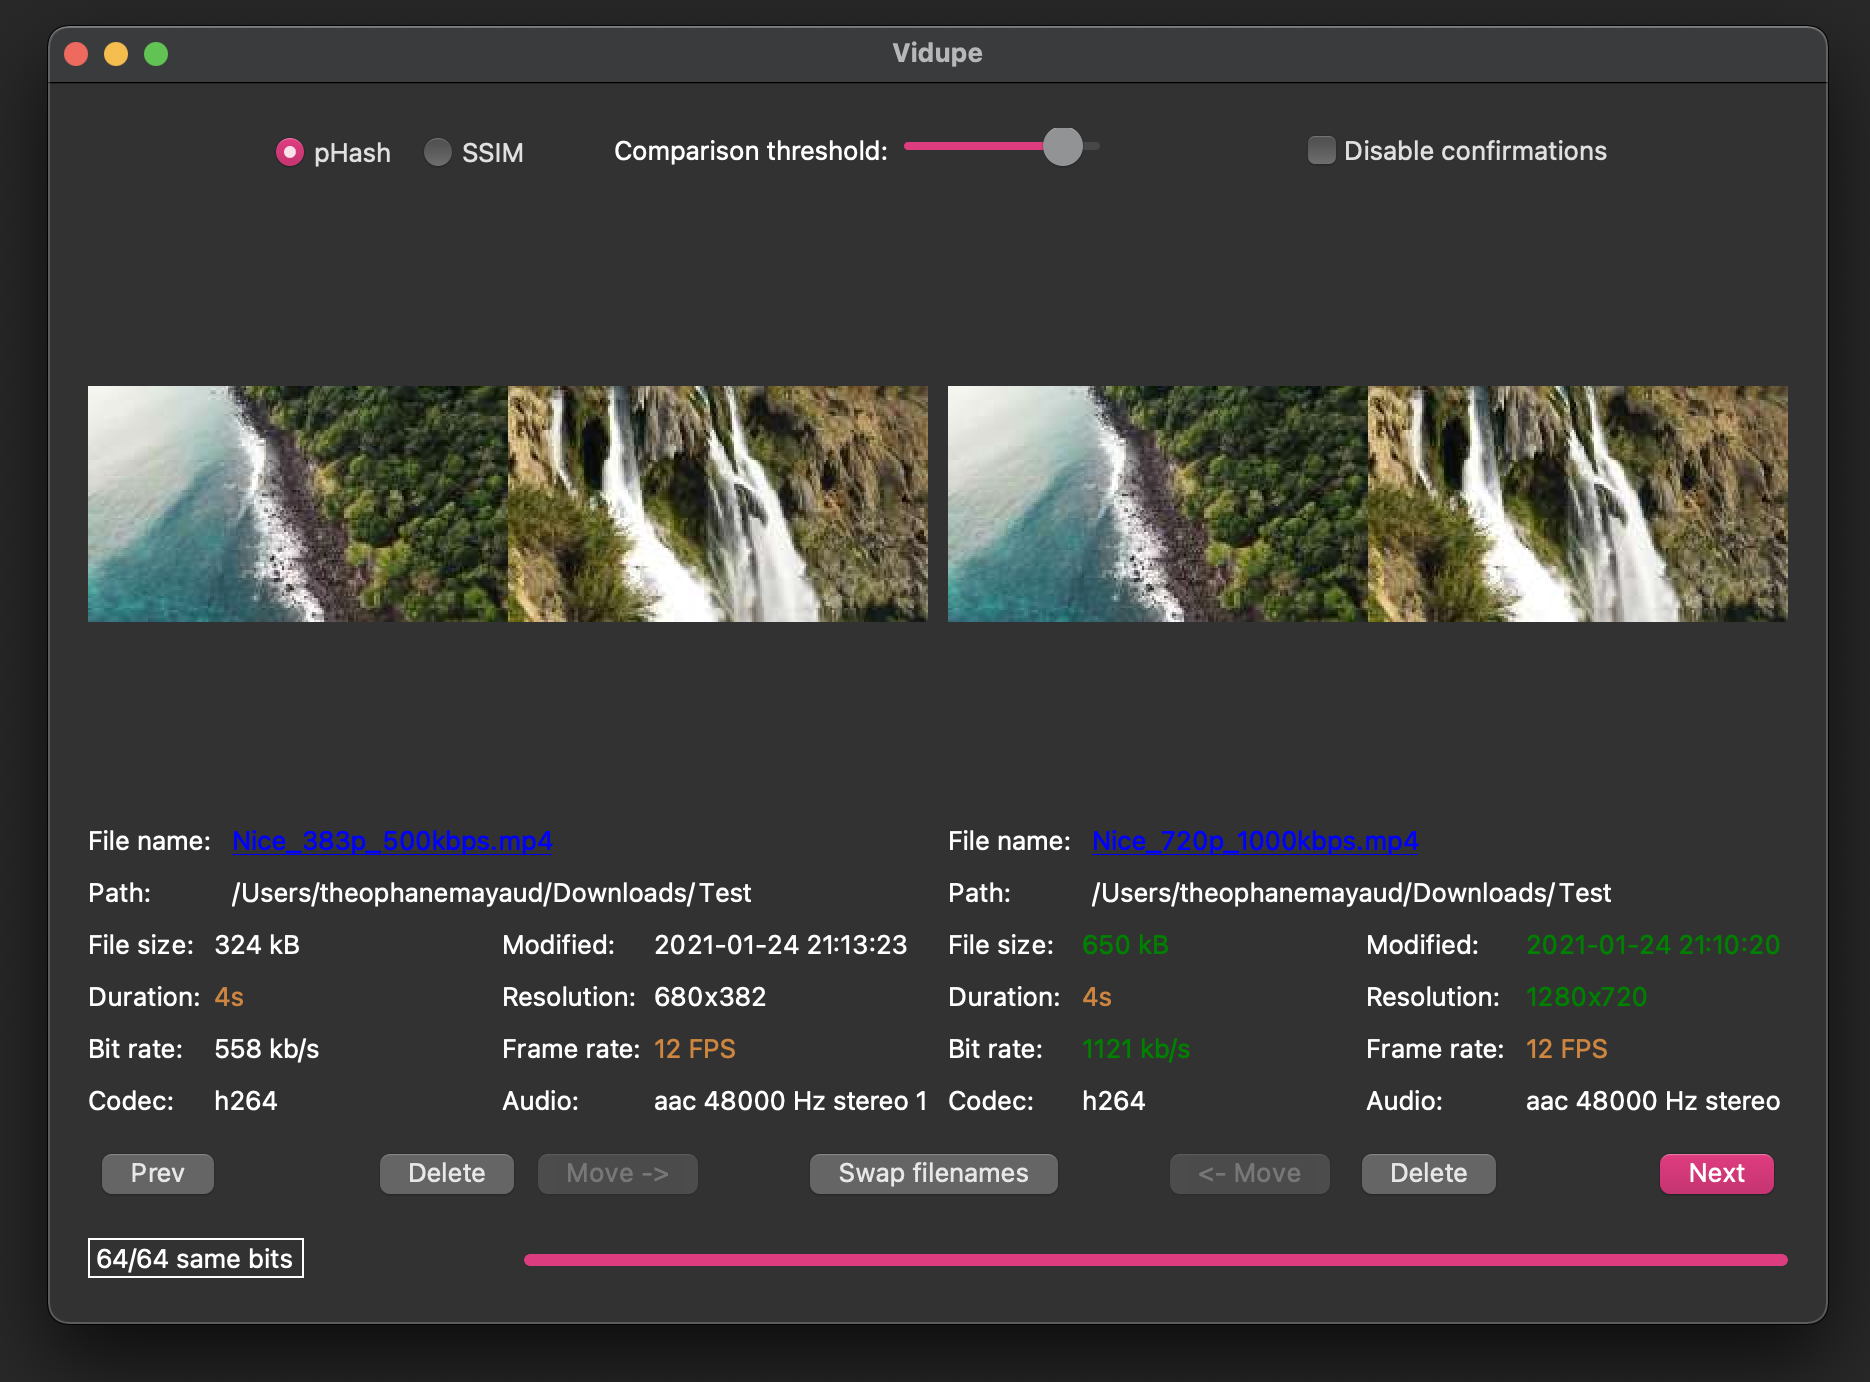 Vidupe
pHash SSIM Comparison threshold: Disable confirmations
File name: Nice_383p_500kbps.mp4 File name: Nice_720p_1000kbps.mp4
Path: /Users/theophanemayaud/Downloads/Test Path: /Users/theophanemayaud/Downloads/Test
File size: 324 kB Modified: 2021-01-24 21:13:23 File size: 650 kB Modified: 2021-01-24 21:10:20
Duration: 4s Resolution: 680x382 Duration: 4s Resolution: 1280x720
Bit rate: 558 kb/s Frame rate: 12 FPS Bit rate: 1121 kb/s Frame rate: 12 FPS
Codec: h264 Audio: aac 48000 Hz stereo 1 Codec: h264 Audio: aac 48000 Hz stereo
Prev Delete Move -> Swap filenames <- Move Delete Next
64/64 same bits